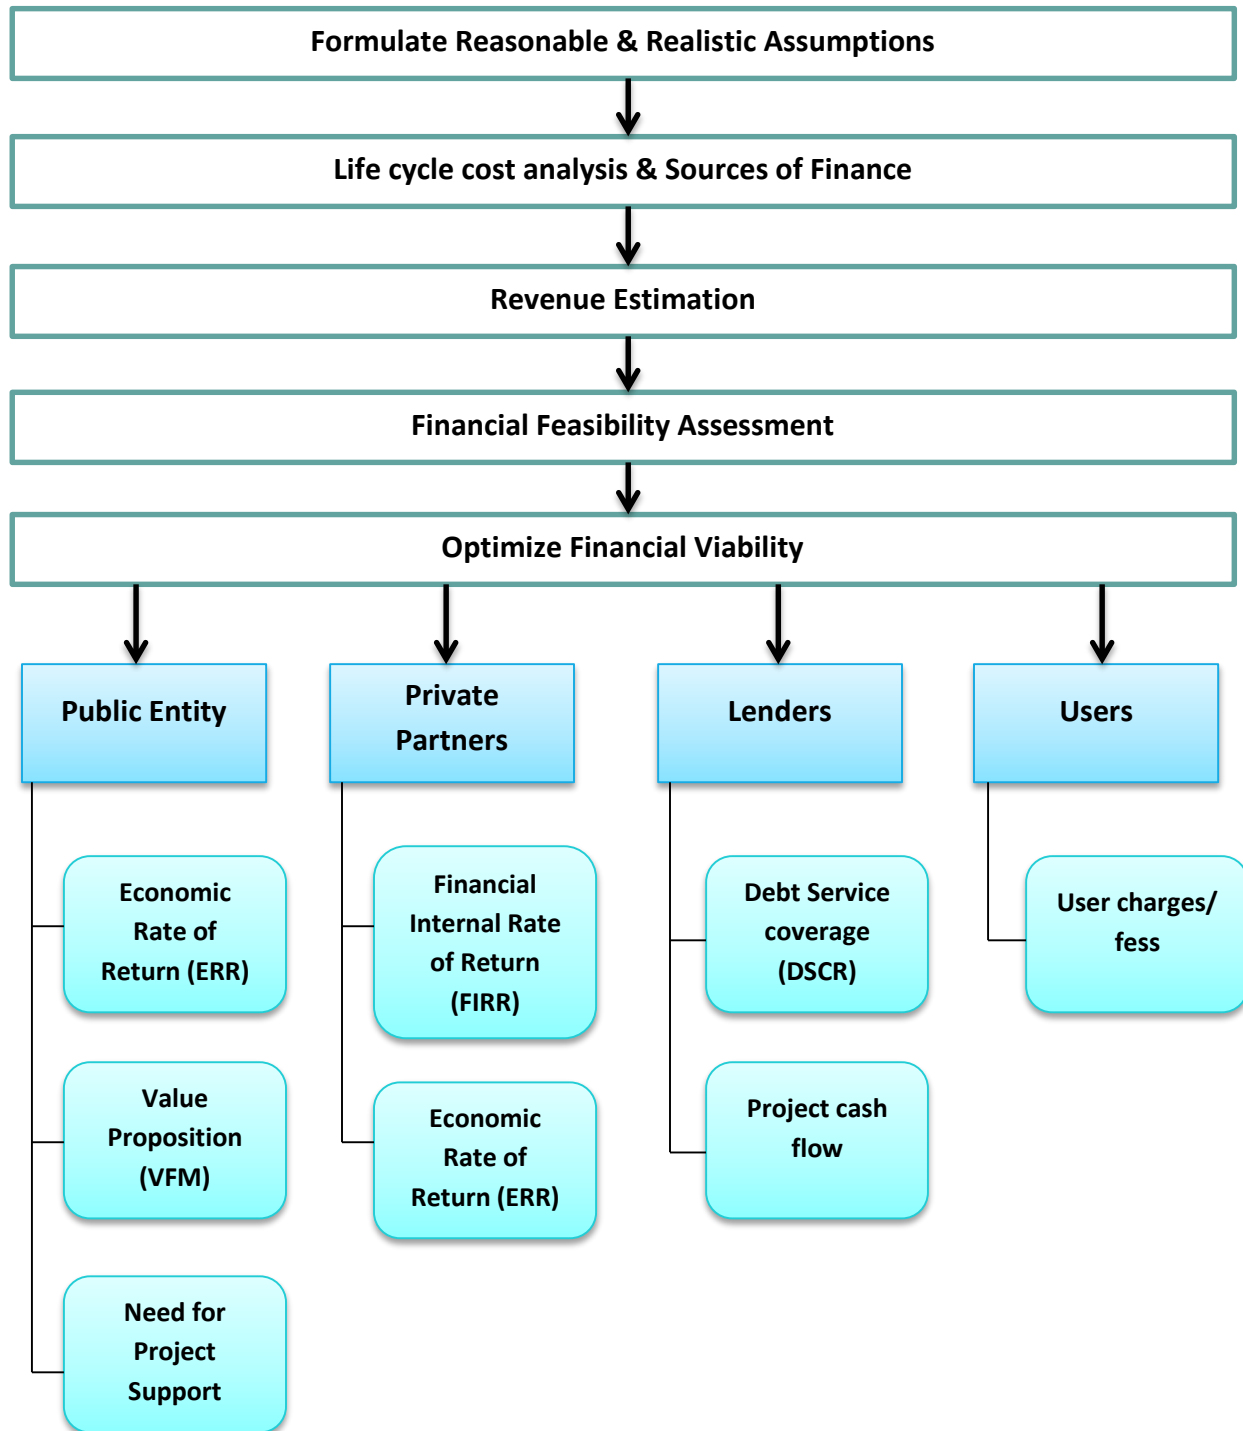 Formulate Reasonable & Realistic Assumptions
Life cycle cost analysis & Sources of Finance
Revenue Estimation
Financial Feasibility Assessment
Optimize Financial Viability
Public Entity
Private
Partners
Lenders
Users
Economic
Rate of
Return (ERR)
Value
Proposition
(VFM)
Need for
Project
Support
Financial
Internal Rate
of Return
(FIRR)
Economic
Rate of
Return (ERR)
Debt Service
coverage
(DSCR)
Project cash
flow
User charges/
fess